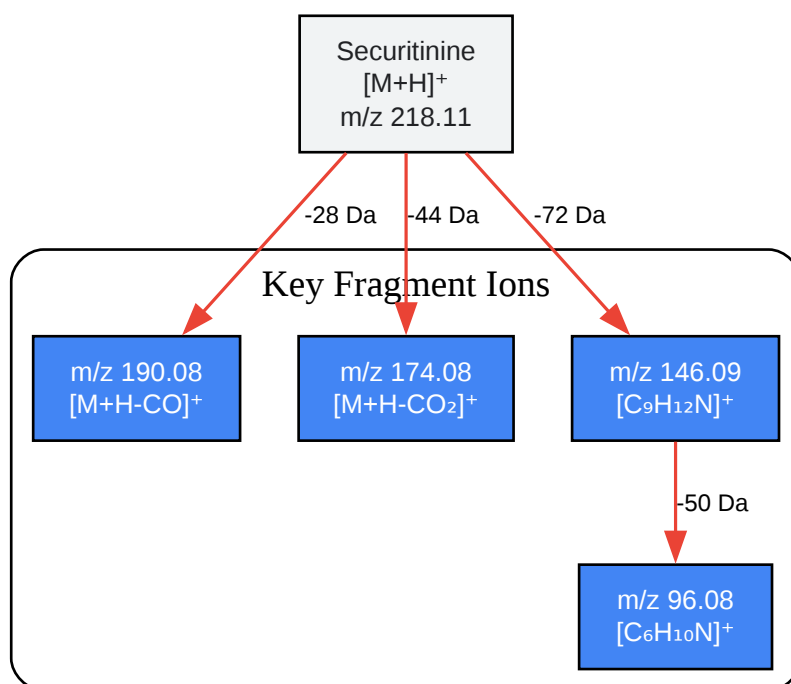 Securitinine
[M+H]⁺
m/z 218.11
-28 Da
-44 Da
-72 Da
Key Fragment Ions
m/z 190.08
[M+H-CO]⁺
m/z 174.08
[M+H-CO₂]⁺
m/z 146.09
[C₉H₁₂N]⁺
-50 Da
m/z 96.08
[C₆H₁₀N]⁺